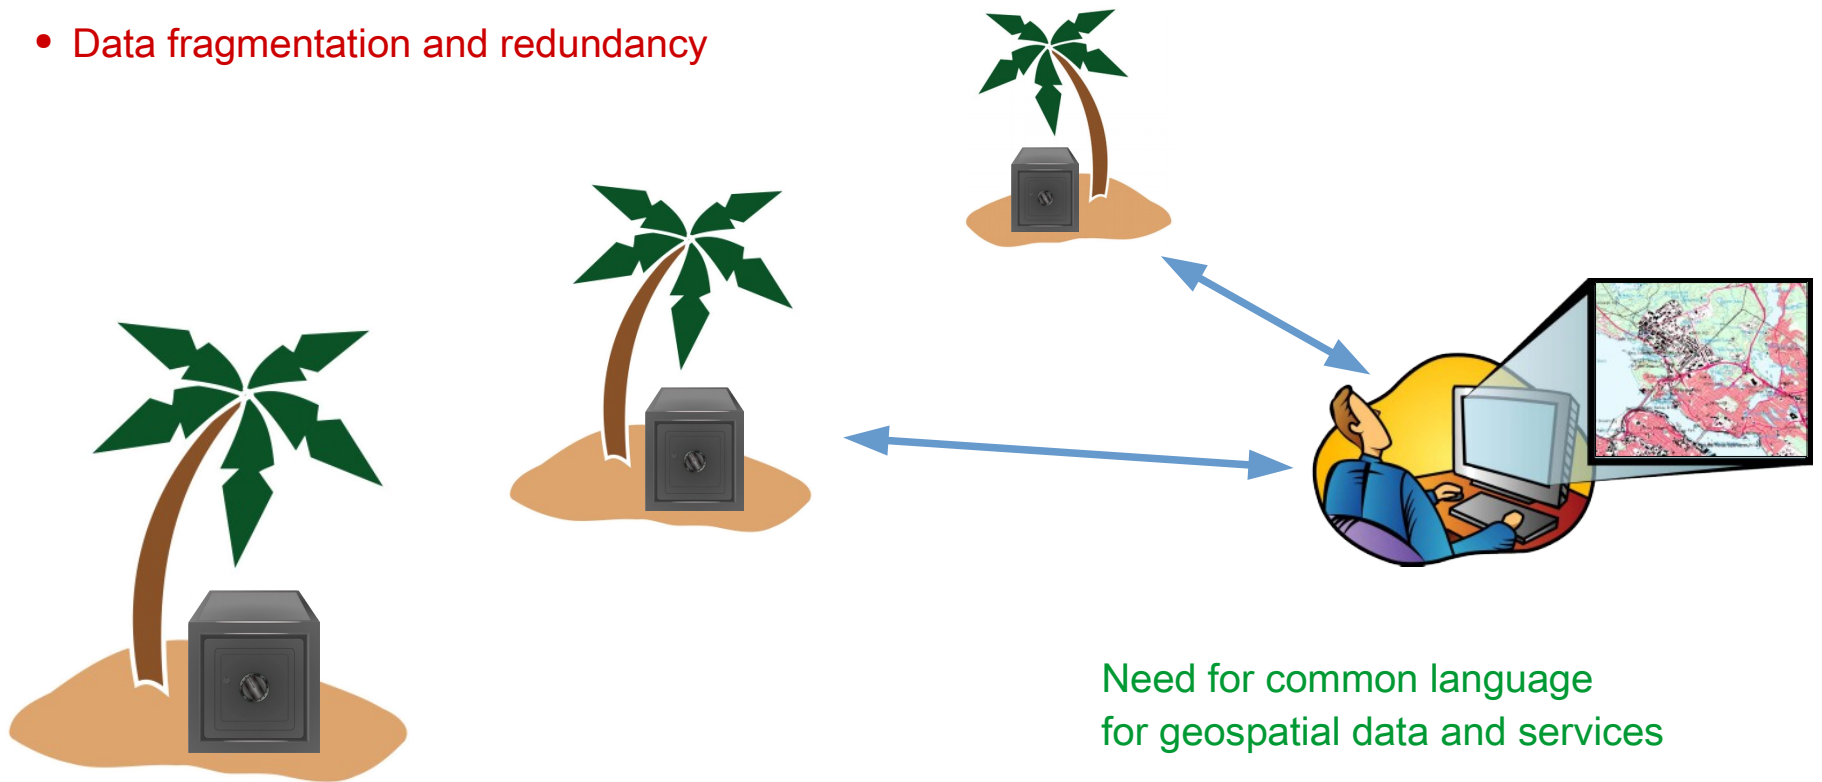 • Data fragmentation and redundancy
Need for common language
for geospatial data and services